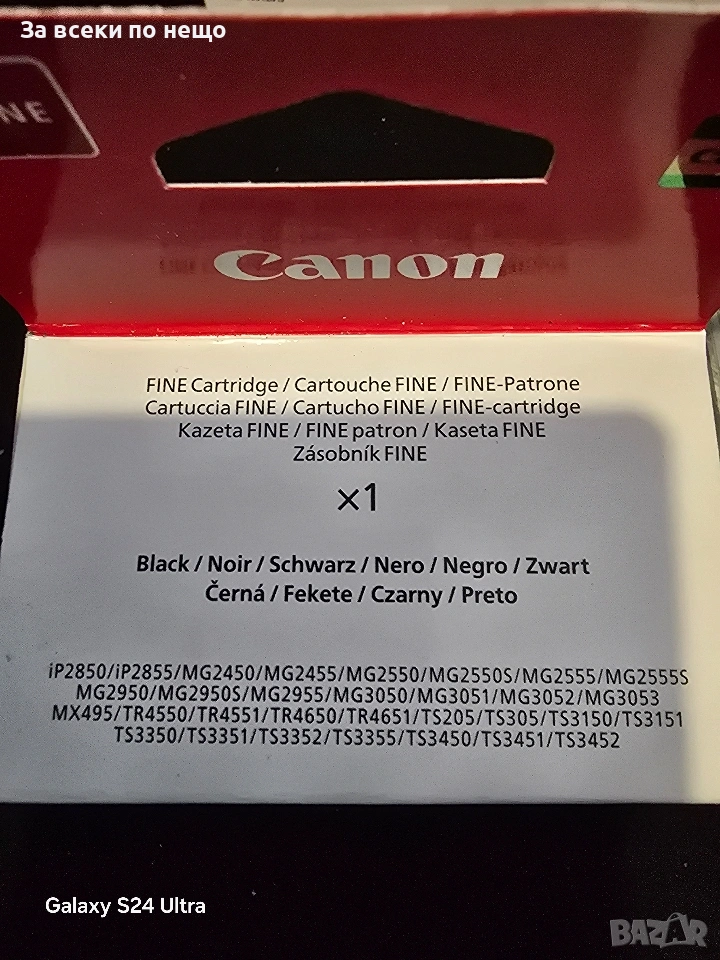 За всеки по нещо
NE
Canon
FINE Cartridge / Cartouche FINE / FINE-Patrone
Cartuccia FINE / Cartucho FINE / FINE-cartridge
Kazeta FINE / FINE patron / Kaseta FINE
Zásobník FINE
x1
Black / Noir / Schwarz / Nero / Negro / Zwart
Černá / Fekete / Czarny / Preto
iP2850/iP2855/MG2450/MG2455/MG2550/MG2550S/MG2555/MG2555S
MG2950/MG2950S/MG2955/MG3050/MG3051/MG3052/MG3053
MX495/TR4550/TR4551/TR4650/TR4651/TS205/TS305/TS3150/TS3151
TS3350/TS3351/TS3352/TS3355/TS3450/TS3451/TS3452
Galaxy S24 Ultra
BAZAR